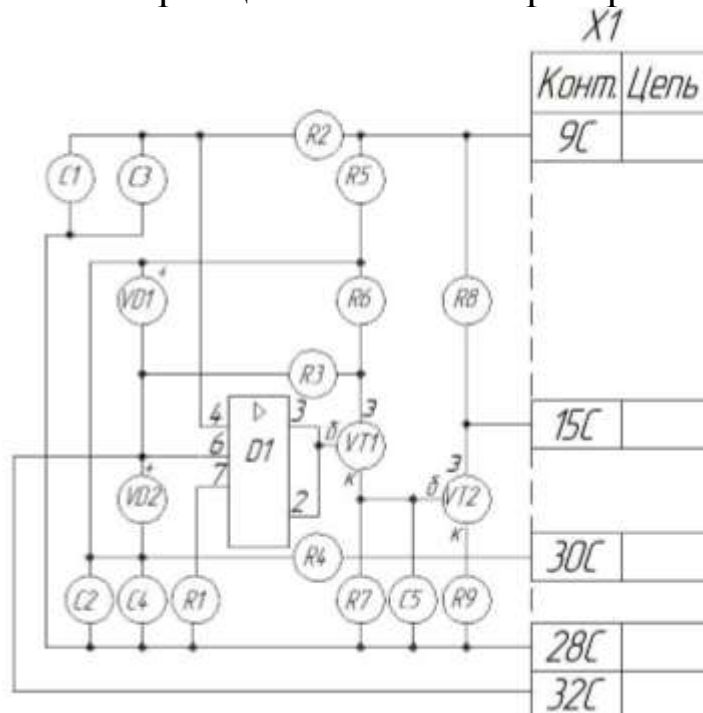 X1
Конт. Цепь
9С
R2
C1 C3 R5
+
VD1 R6 R8
R3
4 3 э
6 D1 б VT1
7 к
15С
+
VD2 2 э
б VT2
к
R4 30С
C2 C4 R1 R7 C5 R9
28С
32С